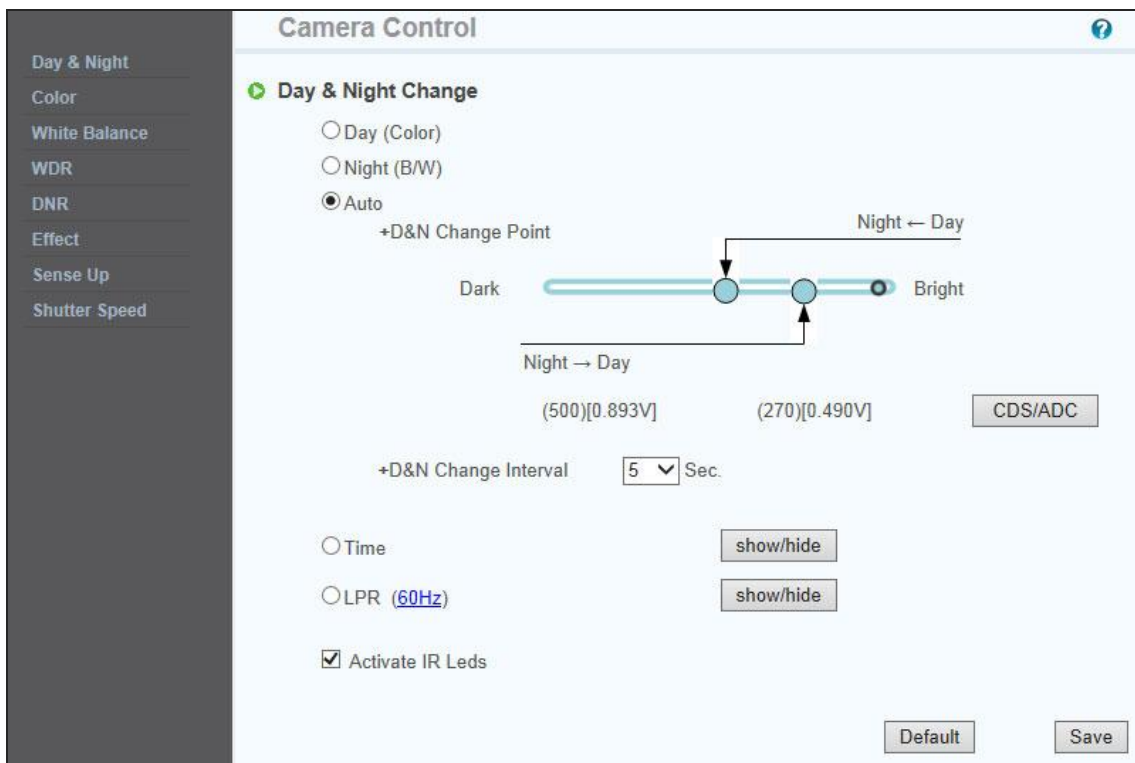 Camera Control
?
Day & Night
Color
White Balance
WDR
DNR
Effect
Sense Up
Shutter Speed
Day & Night Change
Day (Color)
Night (B/W)
Auto
+D&N Change Point
Night ← Day
Dark
Bright
Night → Day
(500)[0.893V] (270)[0.490V] CDS/ADC
+D&N Change Interval 5 Sec.
Time show/hide
LPR (60Hz) show/hide
Activate IR Leds
Default Save